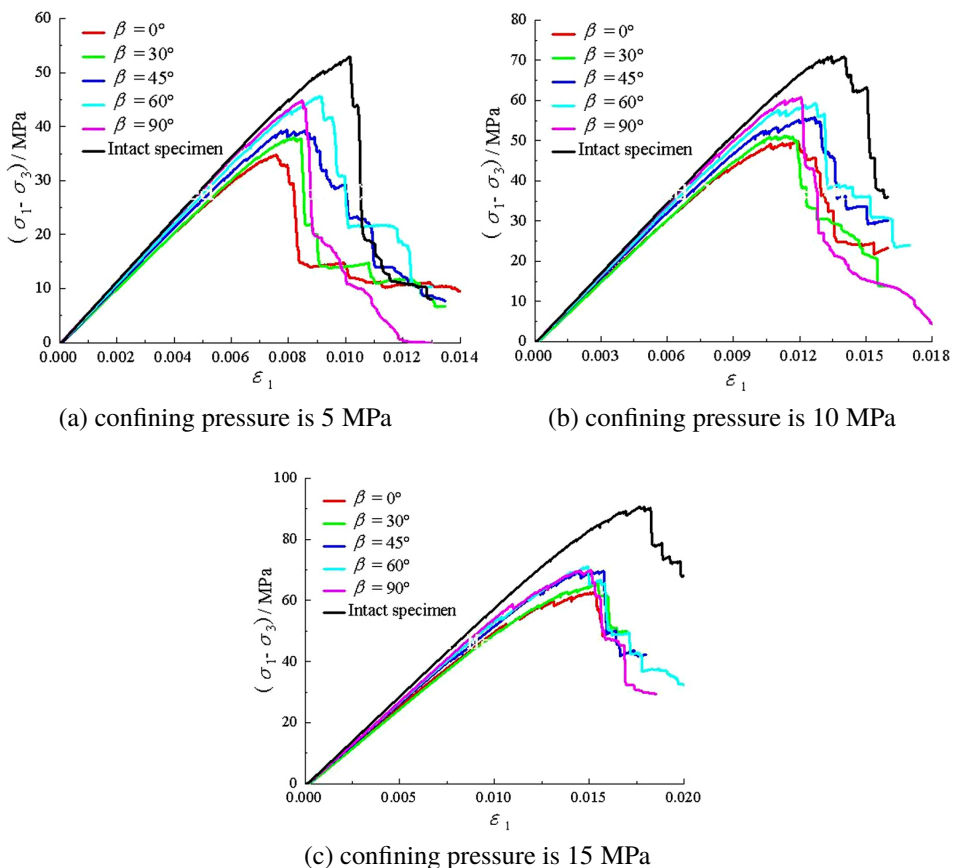 60
50
40
30
20
10
0
(σ₁- σ₃) / MPa
β = 0°
β = 30°
β = 45°
β = 60°
β = 90°
Intact specimen
0.000 0.002 0.004 0.006 0.008 0.010 0.012 0.014
ε₁
(a) confining pressure is 5 MPa
80
70
60
50
40
30
20
10
0
(σ₁- σ₃) / MPa
β = 0°
β = 30°
β = 45°
β = 60°
β = 90°
Intact specimen
0.000 0.003 0.006 0.009 0.012 0.015 0.018
ε₁
(b) confining pressure is 10 MPa
100
80
60
40
20
0
(σ₁- σ₃) / MPa
β = 0°
β = 30°
β = 45°
β = 60°
β = 90°
Intact specimen
0.000 0.005 0.010 0.015 0.020
ε₁
(c) confining pressure is 15 MPa